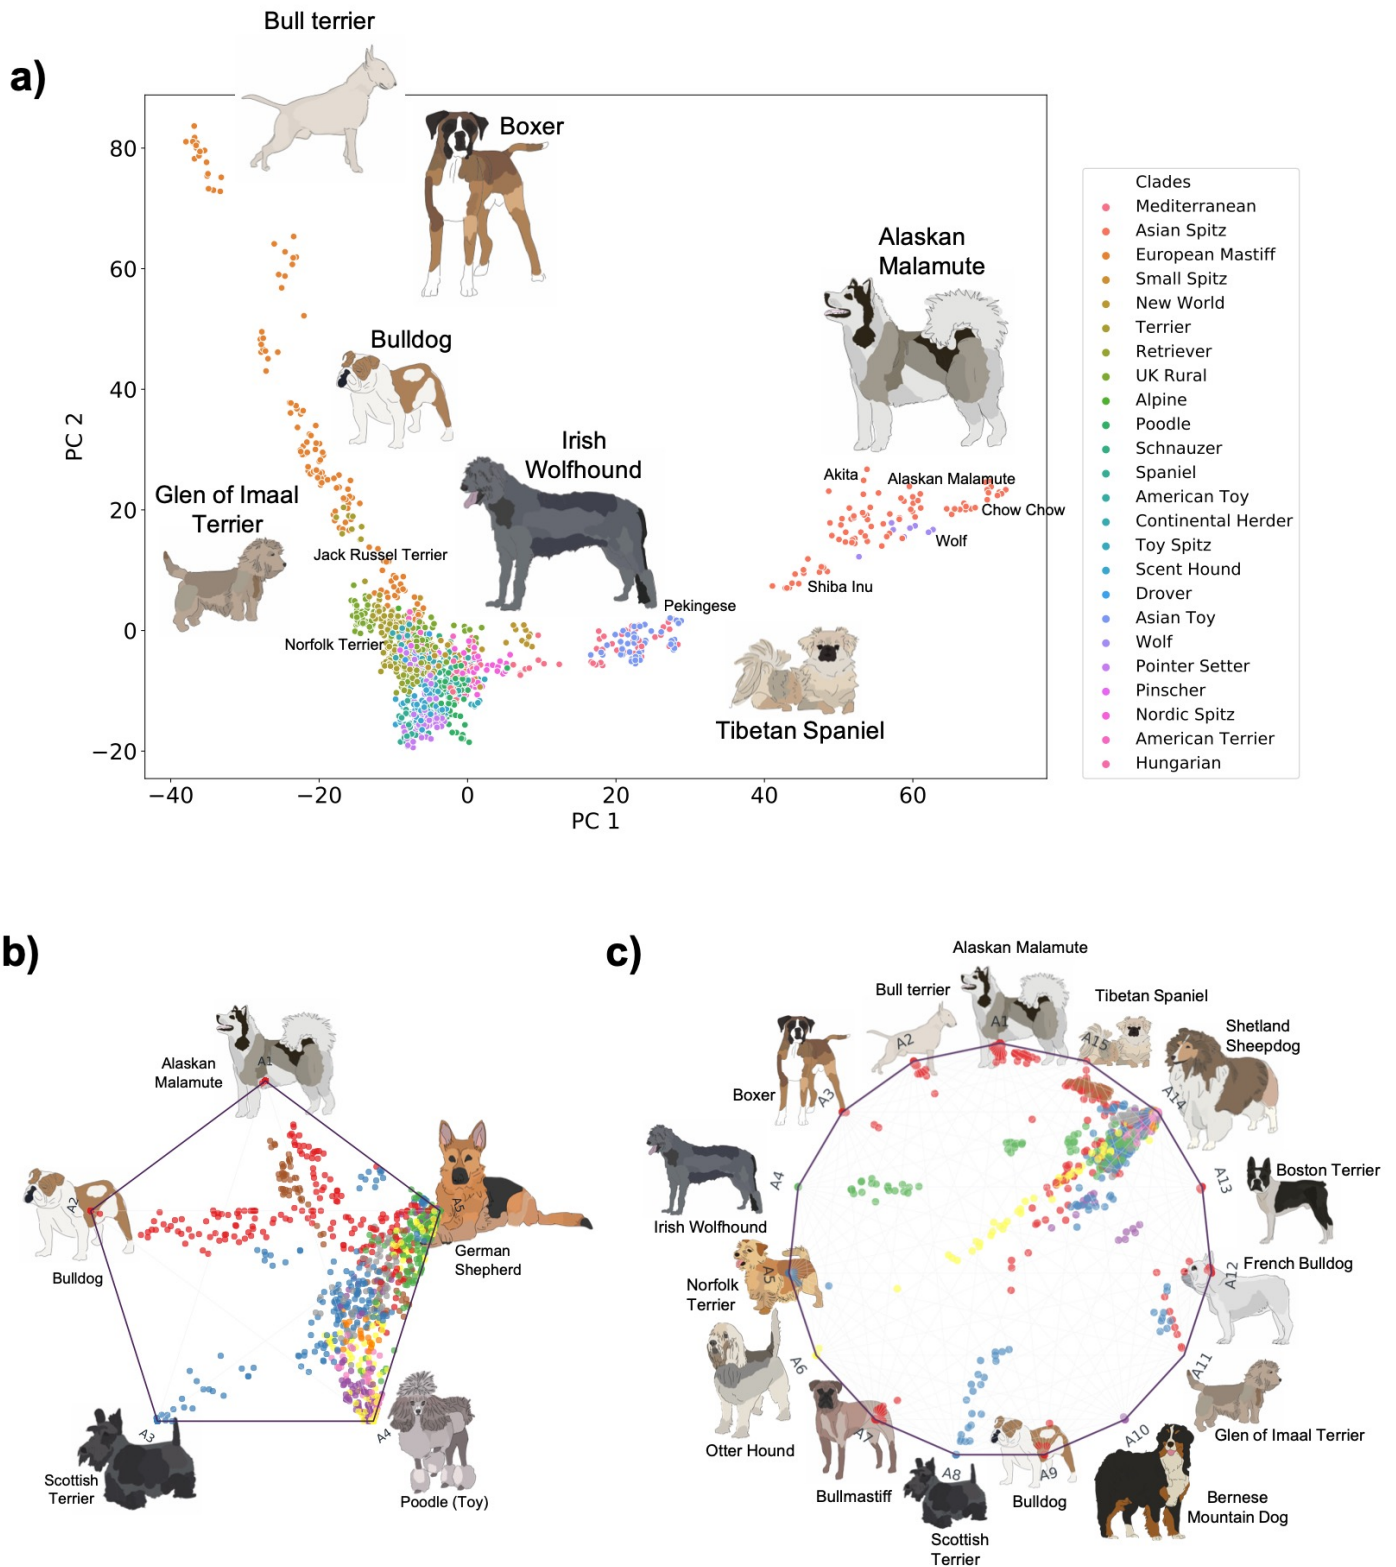 a)
Bull terrier
Boxer
Alaskan
Malamute
Bulldog
Irish
Wolfhound
Glen of Imaal
Terrier
Akita
Alaskan Malamute
Chow Chow
Wolf
Shiba Inu
Jack Russel Terrier
Norfolk Terrier
Pekingese
Tibetan Spaniel
PC 2
80
60
40
20
0
−20
−40
−20
0
20
40
60
PC 1
Clades
Mediterranean
Asian Spitz
European Mastiff
Small Spitz
New World
Terrier
Retriever
UK Rural
Alpine
Poodle
Schnauzer
Spaniel
American Toy
Continental Herder
Toy Spitz
Scent Hound
Drover
Asian Toy
Wolf
Pointer Setter
Pinscher
Nordic Spitz
American Terrier
Hungarian
b)
Alaskan
Malamute
A1
Bulldog
A2
Scottish
Terrier
A3
A4
Poodle (Toy)
A5
German
Shepherd
c)
Alaskan Malamute
A1
Bull terrier
A2
Boxer
A3
Irish Wolfhound
A4
Norfolk
Terrier
A5
Otter Hound
A6
Bullmastiff
A7
Scottish
Terrier
A8
Bulldog
A9
Bernese
Mountain Dog
A10
Glen of Imaal Terrier
A11
French Bulldog
A12
Boston Terrier
A13
Shetland
Sheepdog
A14
Tibetan Spaniel
A15